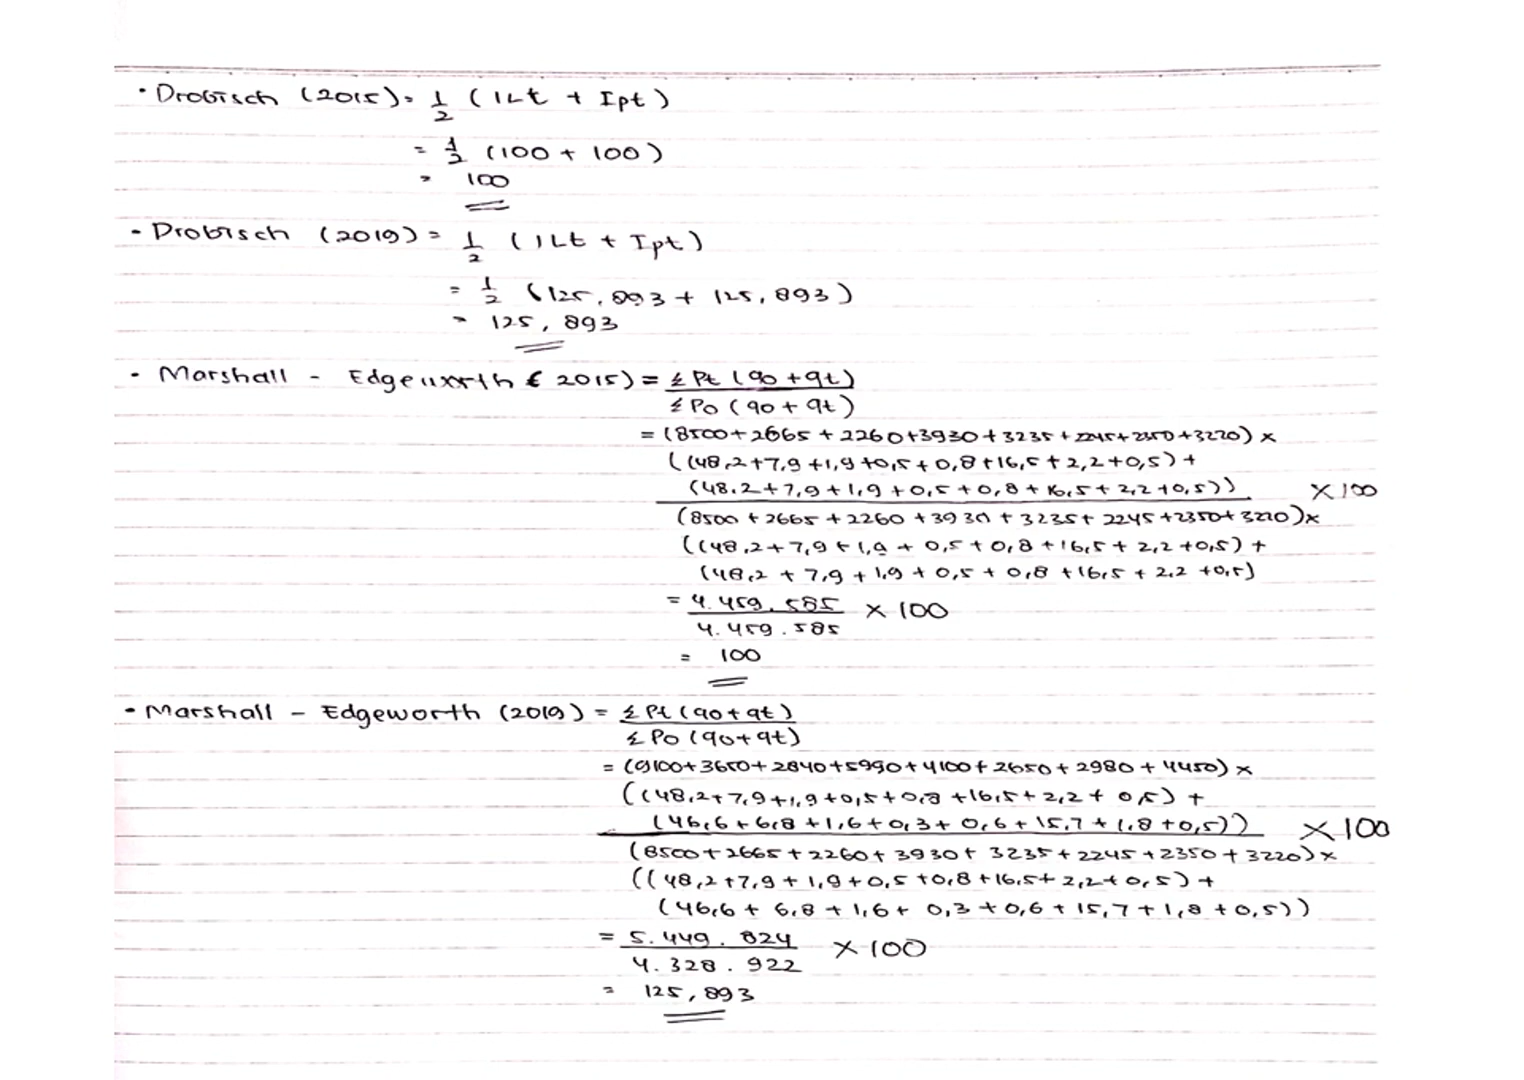 • Drobisch (2015) = 1/2 (ILt + Ipt)
= 1/2 (100 + 100)
= 100
• Drobisch (2019) = 1/2 (ILt + Ipt)
= 1/2 (125,893 + 125,893)
= 125,893
• Marshall - Edgeworth ( 2015) = Σ Pt (q0 + qt)
Σ Po (q0 + qt)
= (8500+2665+2260+3930+3235+2245+2350+3220) x
((48,2+7,9+1,9+0,5+0,8+16,5+2,2+0,5) +
(48,2+7,9+1,9+0,5+0,8+16,5+2,2+0,5)) X 100
(8500+2665+2260+3930+3235+2245+2350+3220)x
((48,2+7,9+1,9+0,5+0,8+16,5+2,2+0,5) +
(48,2+7,9+1,9+0,5+0,8+16,5+2,2+0,5)
= 4.459.585 X 100
4.459.585
= 100
• Marshall - Edgeworth (2019) = Σ Pt (q0+qt)
Σ Po (q0+qt)
= (9100+3650+2840+5990+4100+2650+2980+4450) x
((48,2+7,9+1,9+0,5+0,8+16,5+2,2+0,5) +
(46,6+6,8+1,6+0,3+0,6+15,7+1,8+0,5)) X 100
(8500+2665+2260+3930+3235+2245+2350+3220)x
((48,2+7,9+1,9+0,5+0,8+16,5+2,2+0,5) +
(46,6+6,8+1,6+0,3+0,6+15,7+1,8+0,5))
= 5.449.824 X 100
4.328.922
= 125,893